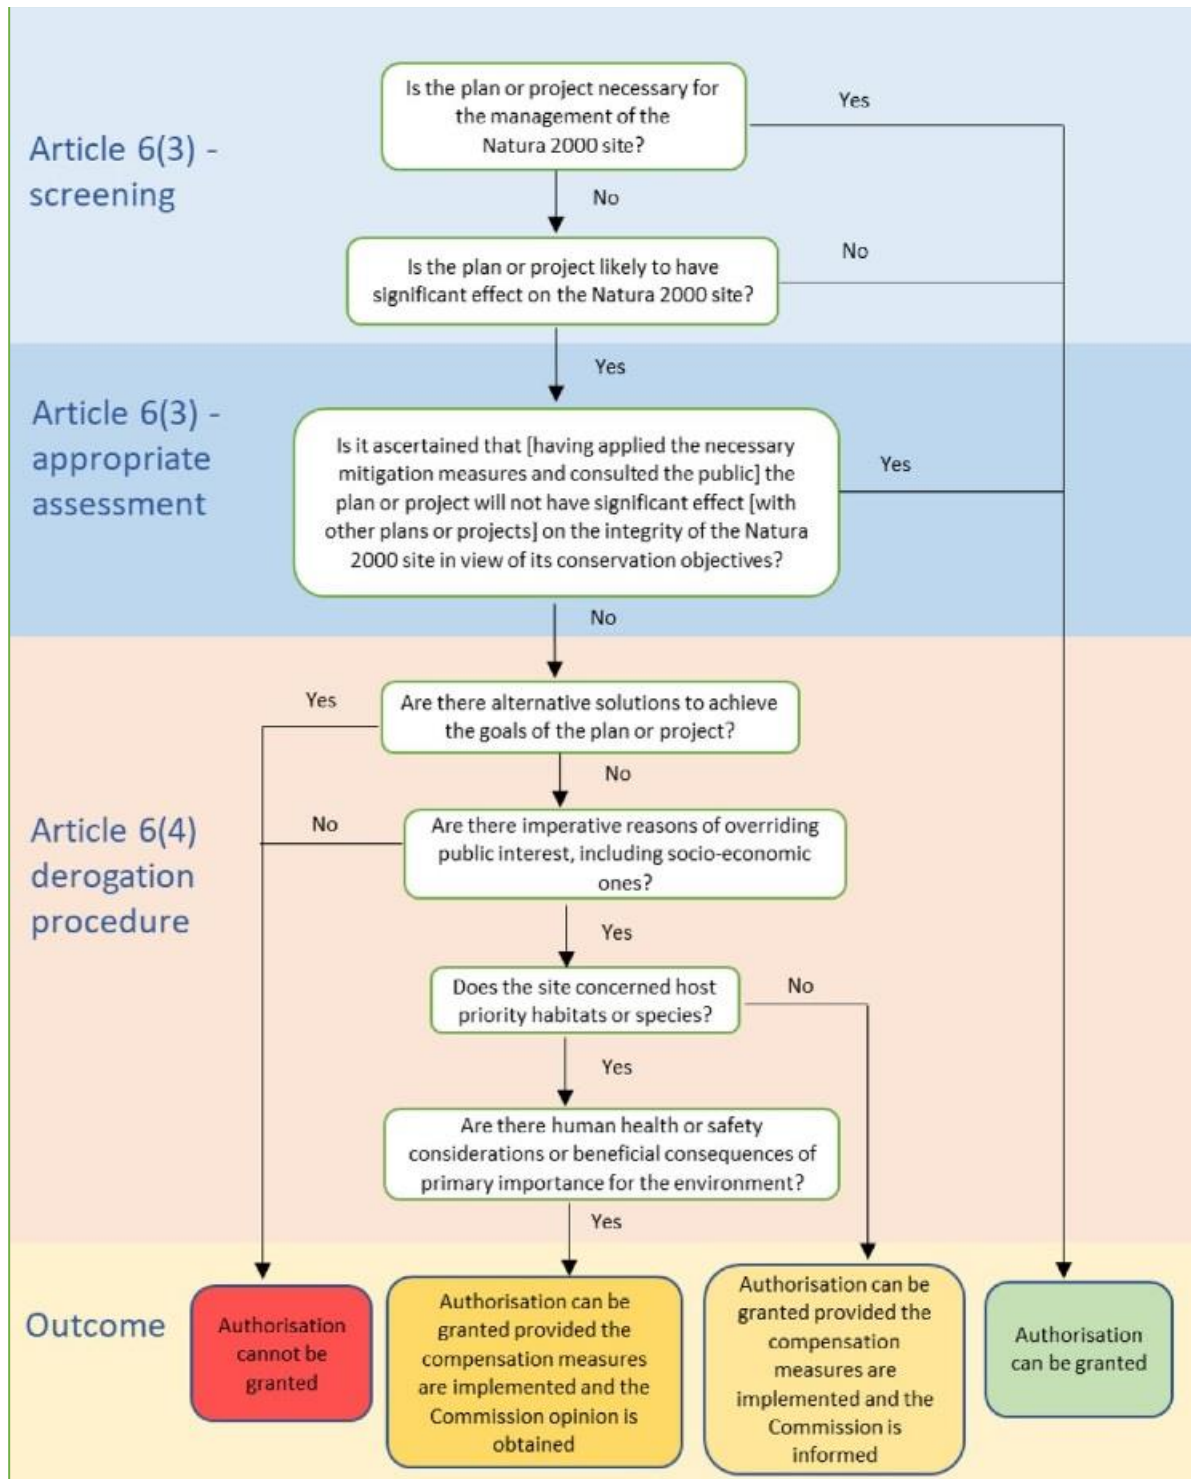 Is the plan or project necessary for
the management of the
Natura 2000 site?
Yes
Article 6(3) -
screening
No
Is the plan or project likely to have
significant effect on the Natura 2000 site?
No
Yes
Article 6(3) -
appropriate
assessment
Is it ascertained that [having applied the necessary
mitigation measures and consulted the public] the
plan or project will not have significant effect [with
other plans or projects] on the integrity of the Natura
2000 site in view of its conservation objectives?
Yes
No
Are there alternative solutions to achieve
the goals of the plan or project?
Yes
No
Article 6(4)
derogation
procedure
Are there imperative reasons of overriding
public interest, including socio-economic
ones?
No
Yes
Does the site concerned host
priority habitats or species?
No
Yes
Are there human health or safety
considerations or beneficial consequences of
primary importance for the environment?
Yes
Outcome
Authorisation
cannot be
granted
Authorisation can be
granted provided the
compensation measures
are implemented and the
Commission opinion is
obtained
Authorisation can be
granted provided the
compensation
measures are
implemented and the
Commission is
informed
Authorisation
can be granted